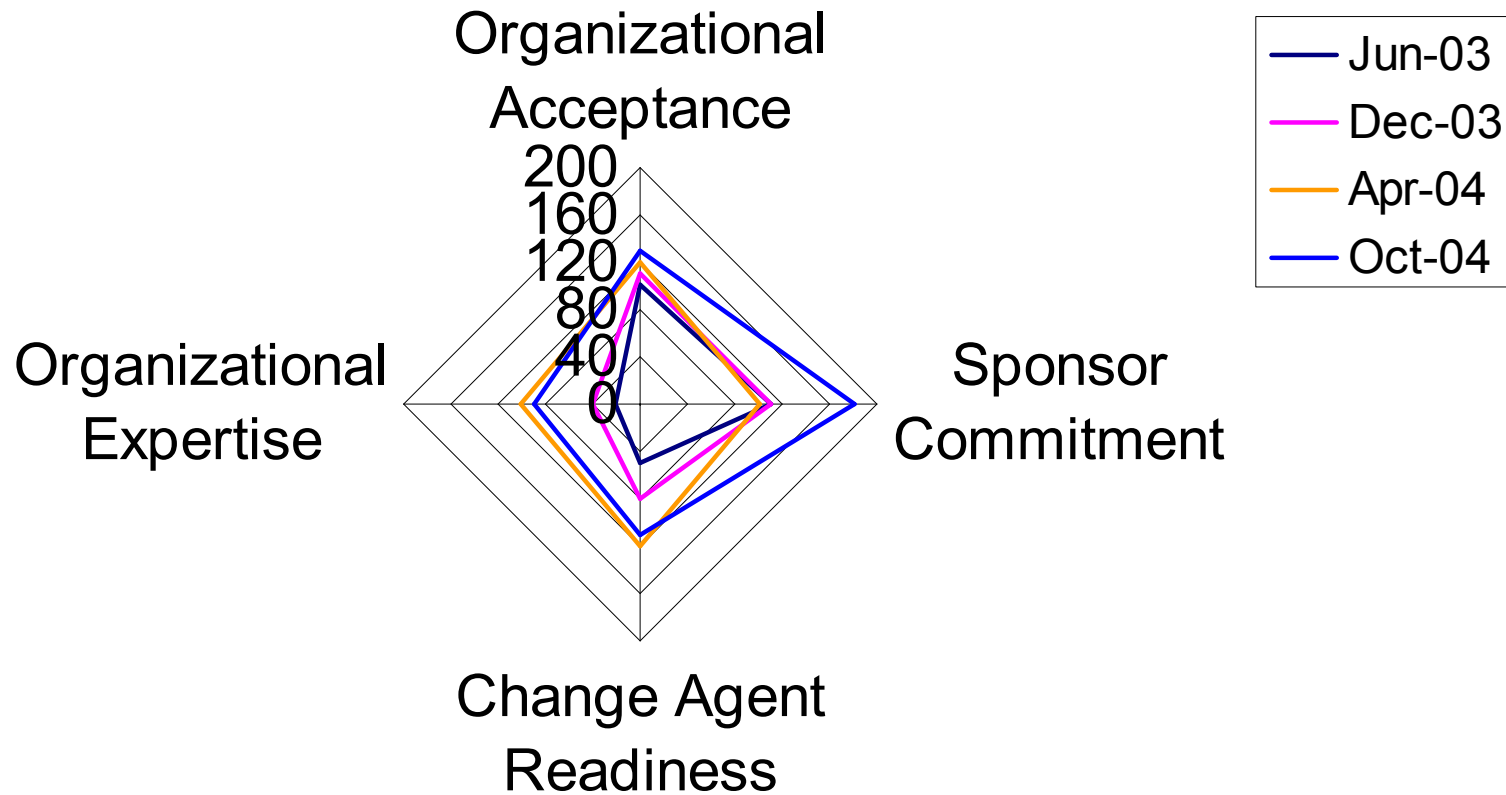 Organizational
Acceptance
200
160
120
80
40
0
Organizational
Expertise
Sponsor
Commitment
Change Agent
Readiness
Jun-03
Dec-03
Apr-04
Oct-04